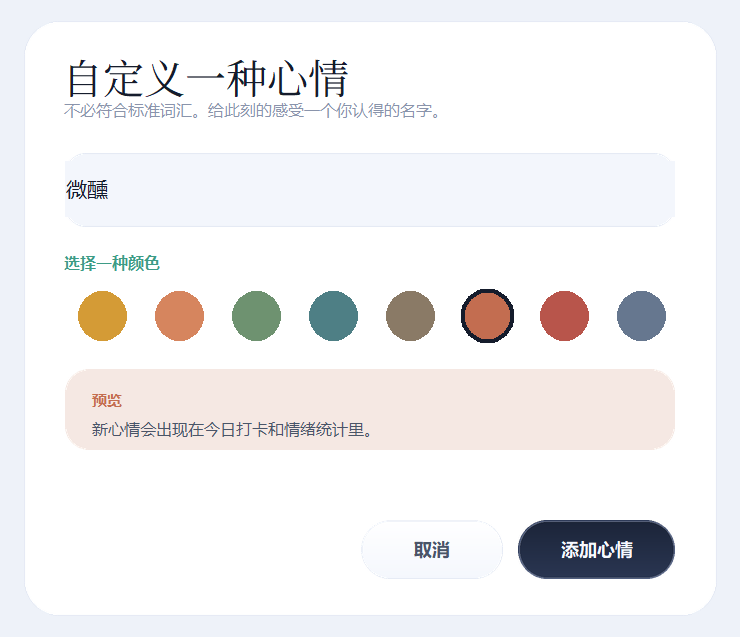 自定义一种心情
不必符合标准词汇。给此刻的感受一个你认得的名字。
微醺
选择一种颜色
预览
新心情会出现在今日打卡和情绪统计里。
取消
添加心情